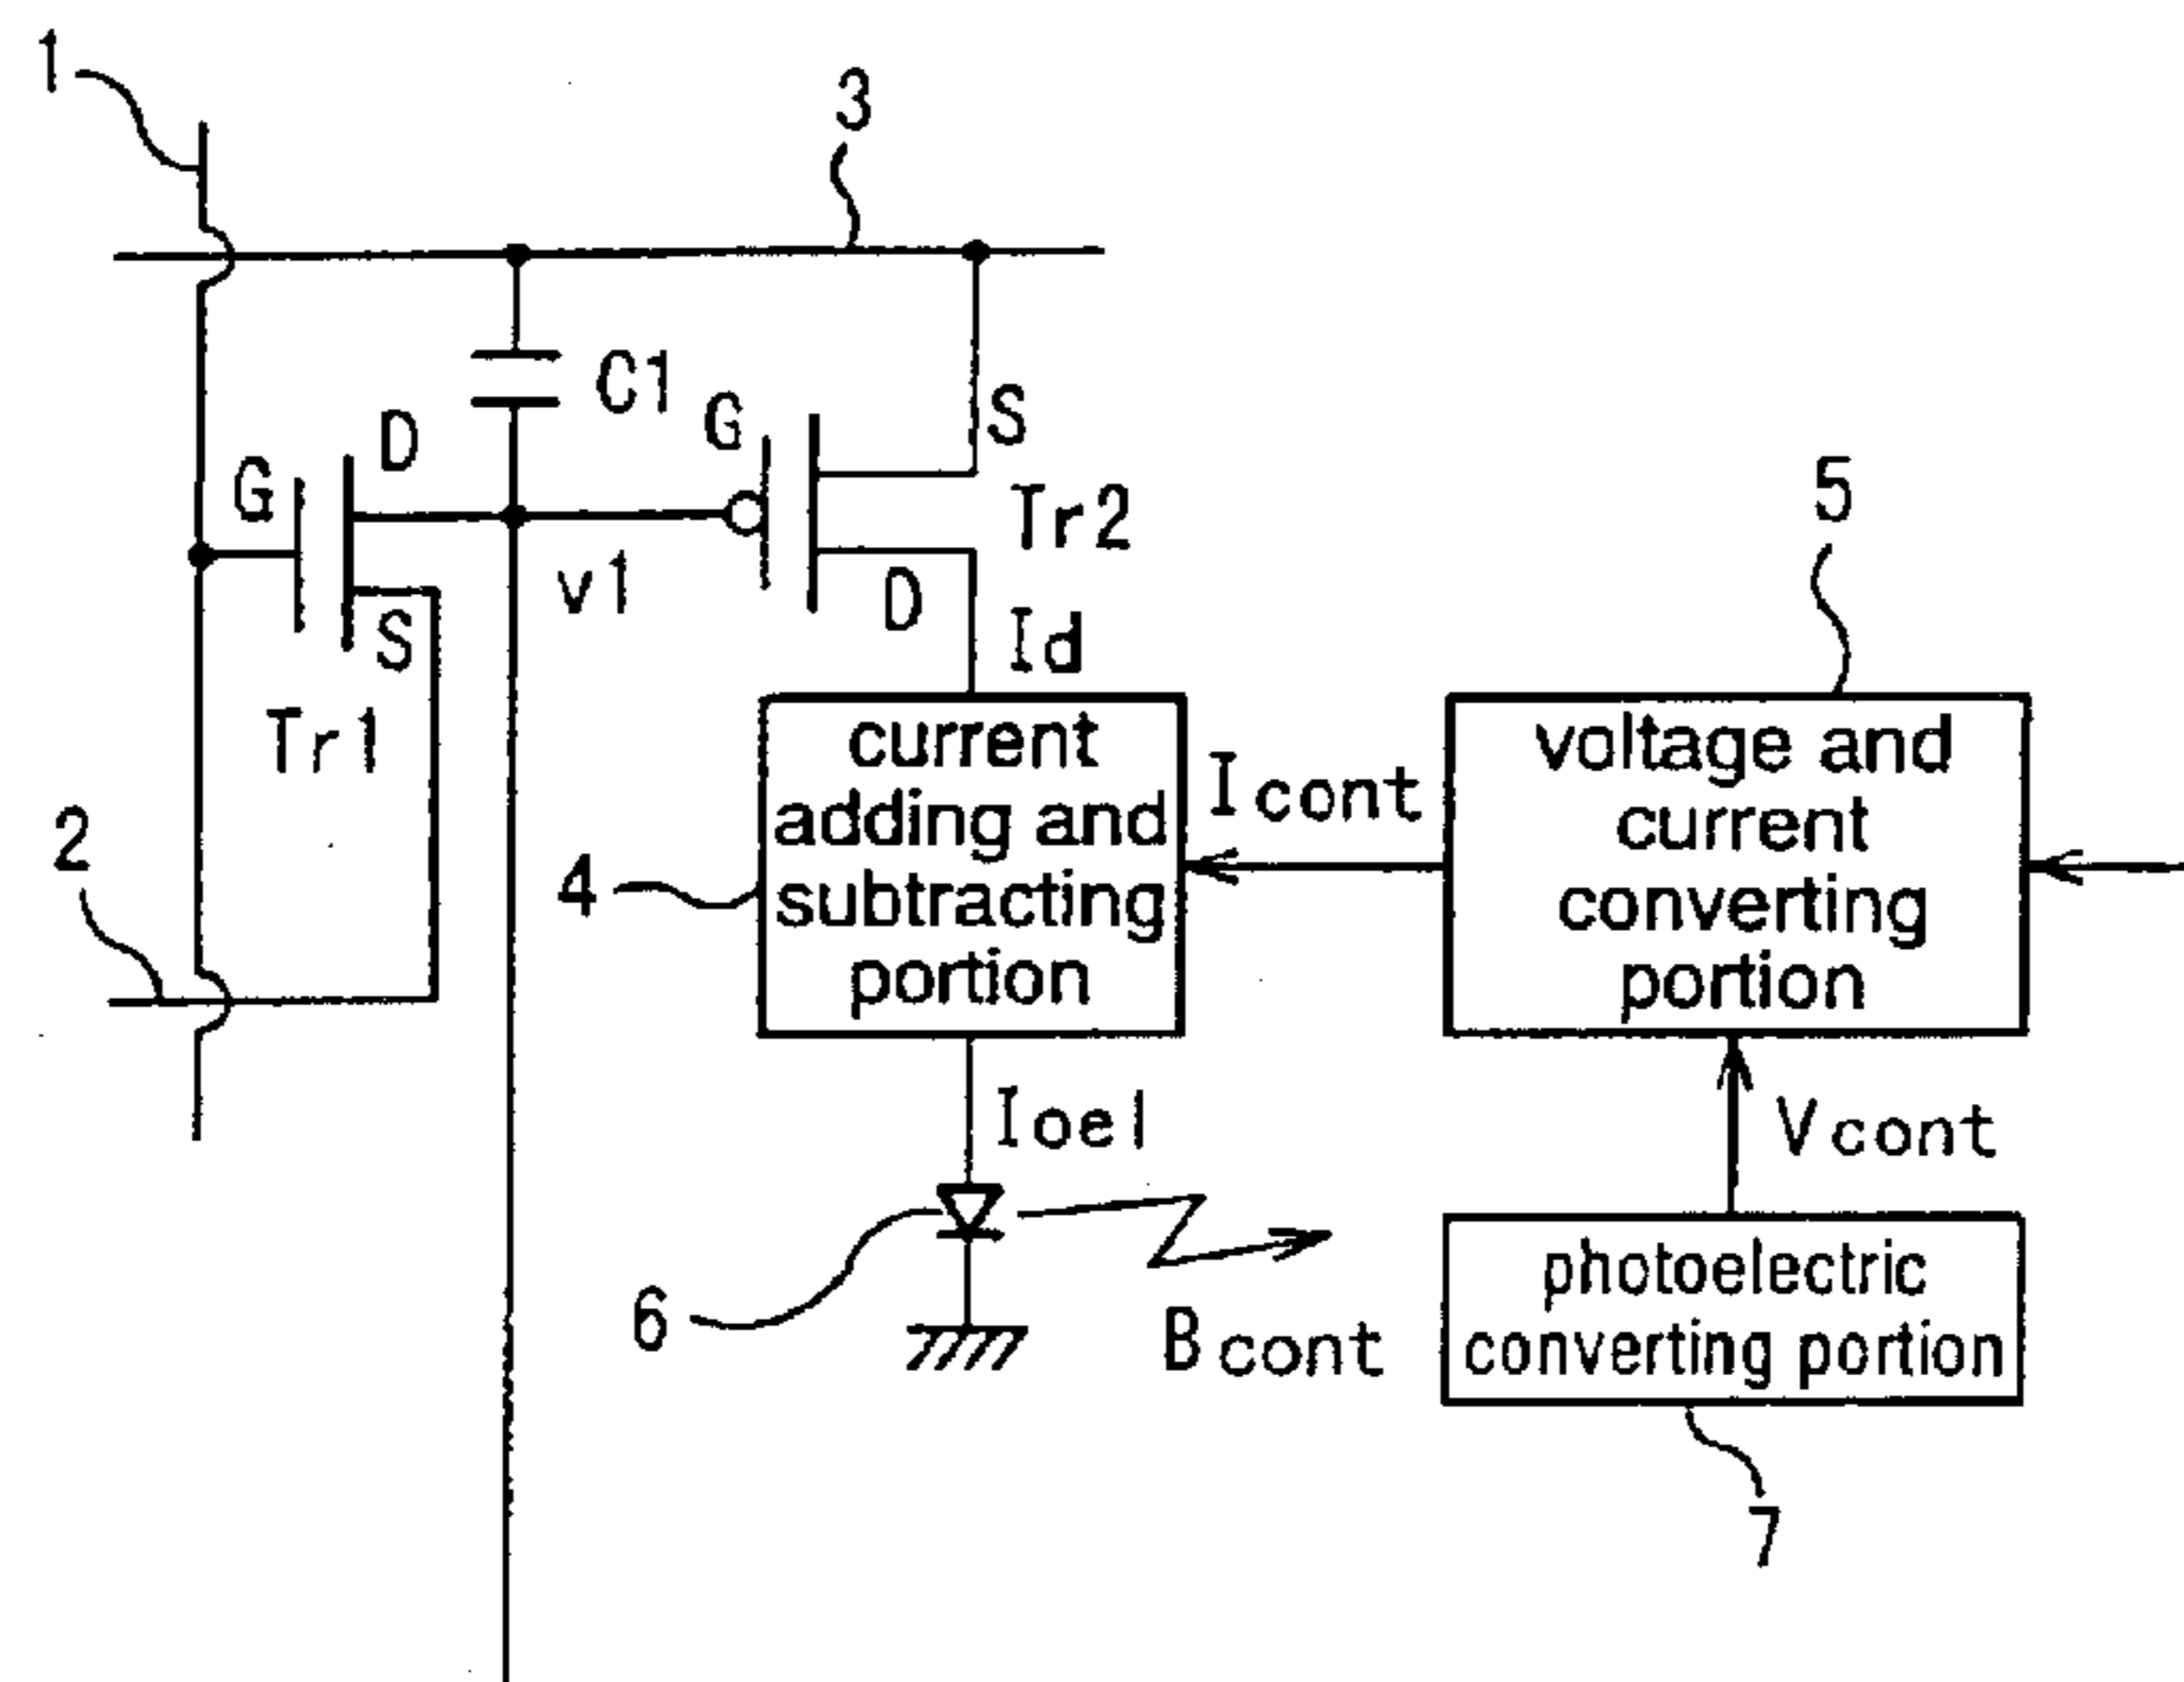 1
3
C1
G
S
D
G
Tr2
5
v1
D
S
Id
Tr1
current
adding and
subtracting
portion
Icont
voltage and
current
converting
portion
2
4
Ioel
Vcont
6
Bcont
photoelectric
converting portion
7